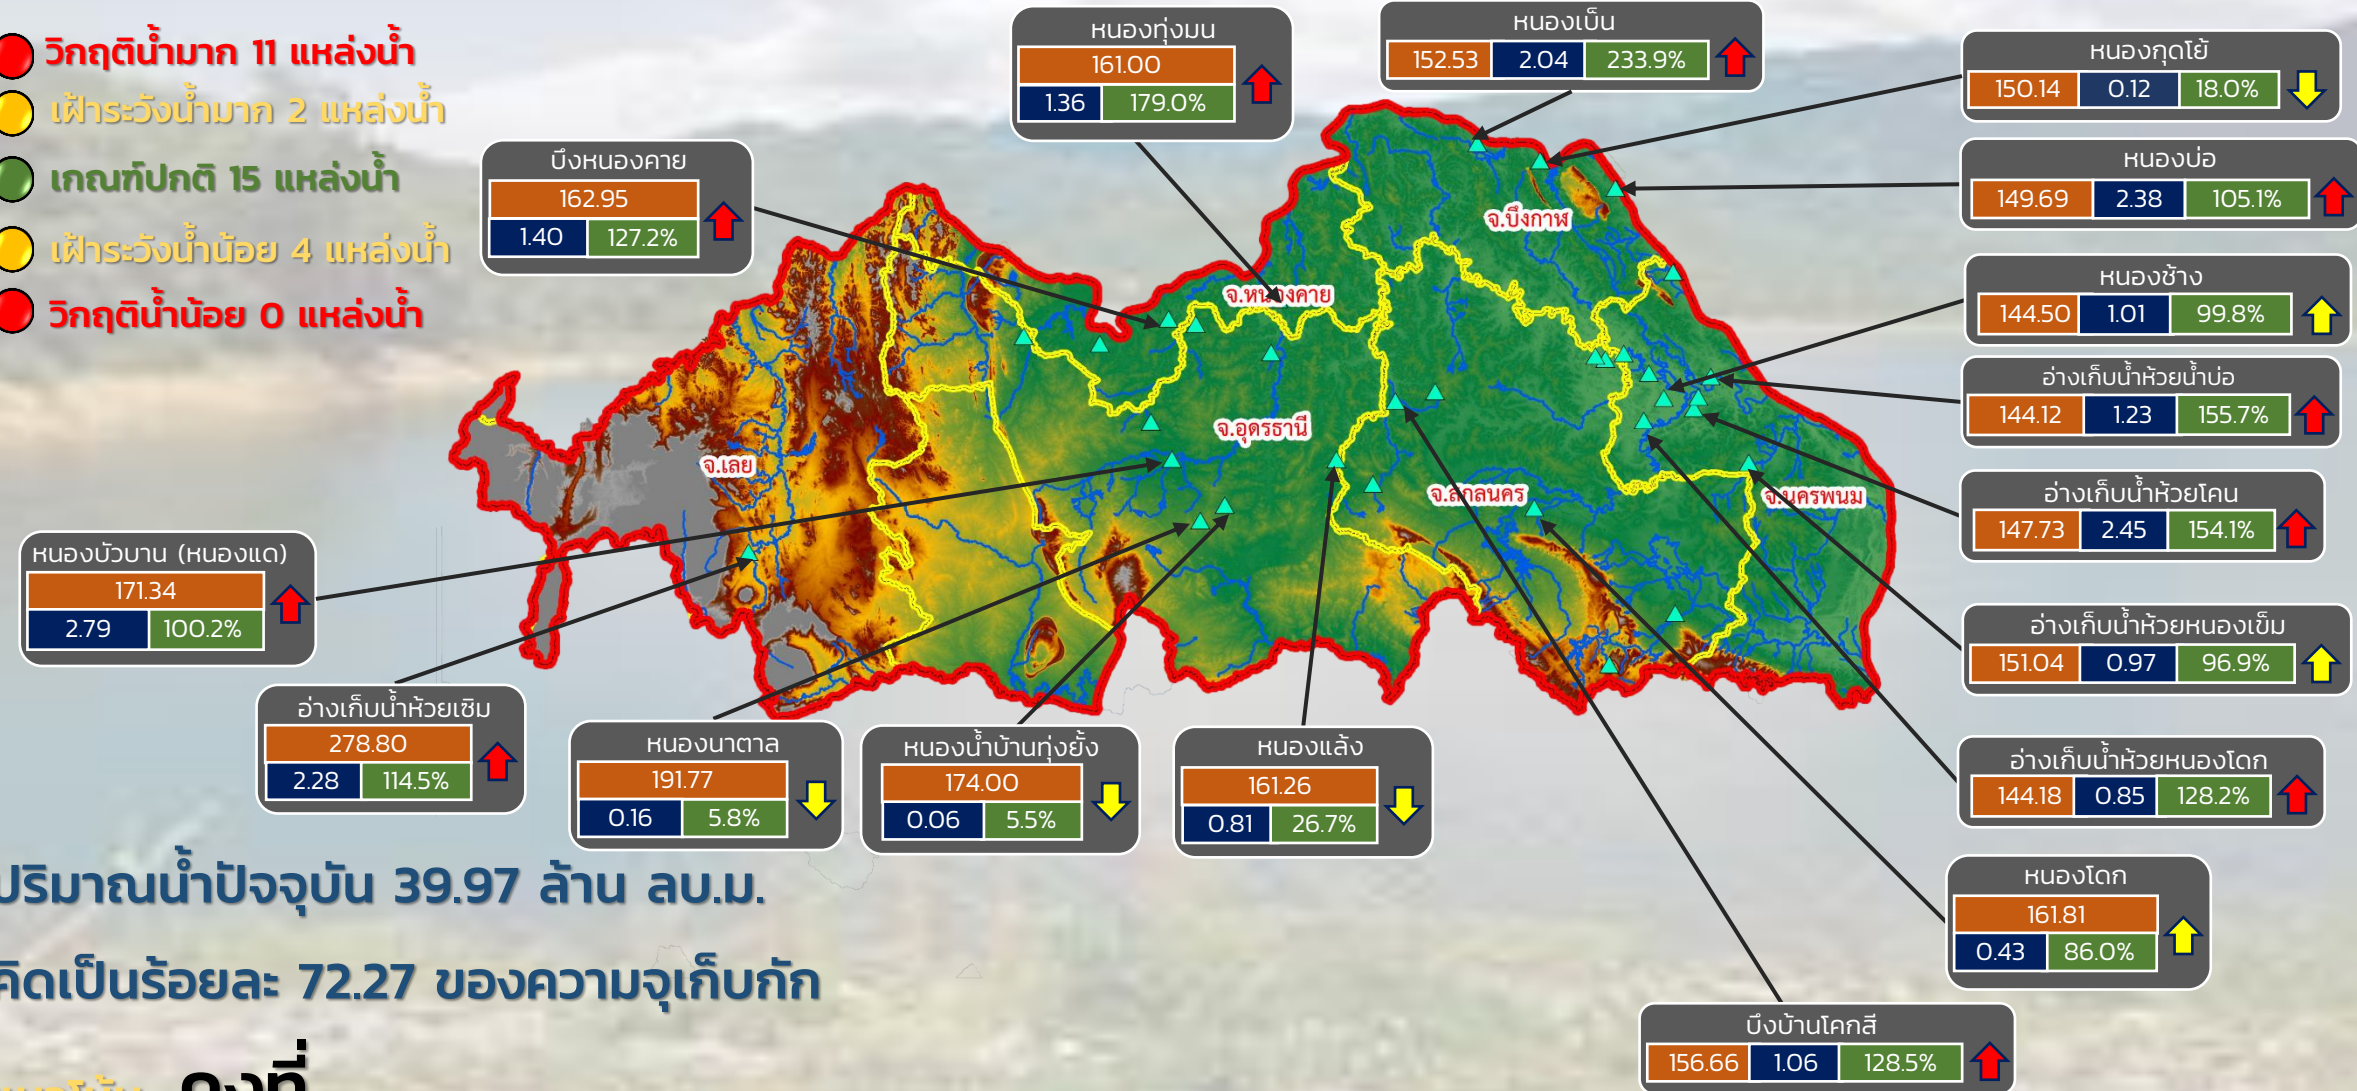 วิกฤติน้ำมาก 11 แหล่งน้ำ
เฝ้าระวังน้ำมาก 2 แหล่งน้ำ
เกณฑ์ปกติ 15 แหล่งน้ำ
เฝ้าระวังน้ำน้อย 4 แหล่งน้ำ
วิกฤติน้ำน้อย 0 แหล่งน้ำ
บึงหนองคาย
162.95
1.40 127.2%
หนองทุ่งมน
161.00
1.36 179.0%
หนองเบ็น
152.53 2.04 233.9%
หนองกุดโย้
150.14 0.12 18.0%
หนองบ่อ
149.69 2.38 105.1%
หนองช้าง
144.50 1.01 99.8%
อ่างเก็บน้ำห้วยน้ำบ่อ
144.12 1.23 155.7%
อ่างเก็บน้ำห้วยโคน
147.73 2.45 154.1%
อ่างเก็บน้ำห้วยหนองเข็ม
151.04 0.97 96.9%
อ่างเก็บน้ำห้วยหนองโดก
144.18 0.85 128.2%
หนองโดก
161.81
0.43 86.0%
บึงบ้านโคกสี
156.66 1.06 128.5%
จ.บึงกาฬ
จ.หนองคาย
จ.อุดรธานี
จ.เลย
จ.สกลนคร
จ.นครพนม
หนองบัวบาน (หนองแด)
171.34
2.79 100.2%
อ่างเก็บน้ำห้วยเซิม
278.80
2.28 114.5%
หนองนาตาล
191.77
0.16 5.8%
หนองน้ำบ้านทุ่งยั้ง
174.00
0.06 5.5%
หนองแล้ง
161.26
0.81 26.7%
ปริมาณน้ำปัจจุบัน 39.97 ล้าน ลบ.ม.
คิดเป็นร้อยละ 72.27 ของความจุเก็บกัก
คงที่